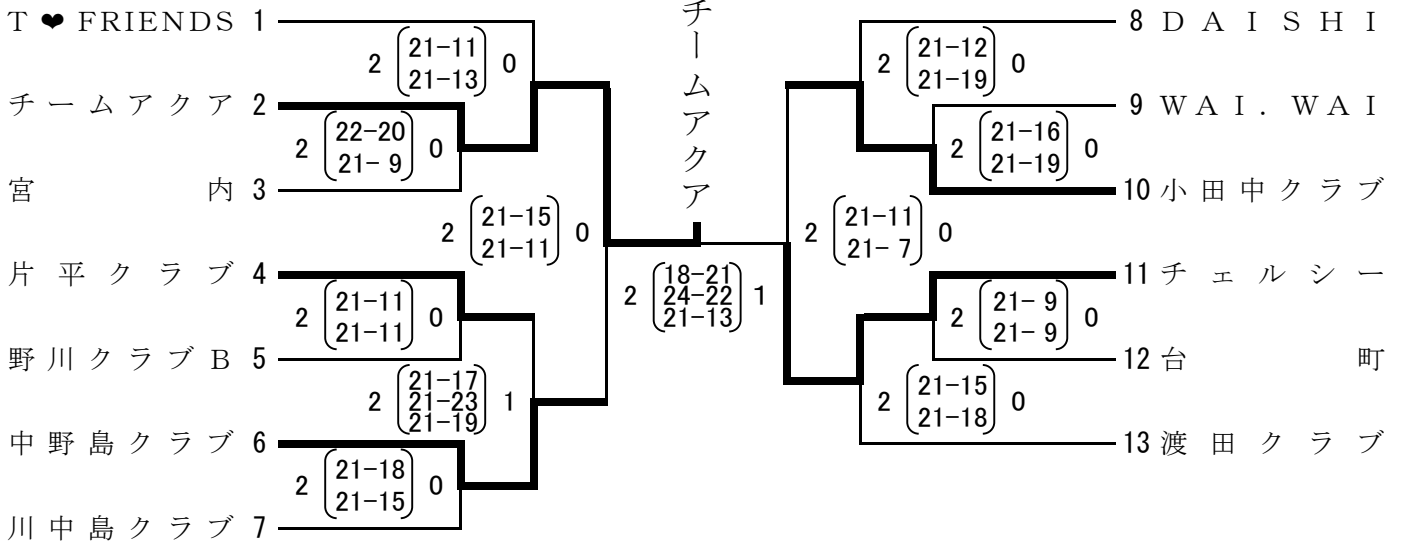 T ❤ FRIENDS 1
2 21-11 0
21-13
チームアクア 2
2 22-20 0
21- 9
宮内 3
2 21-15 0
21-11
片平クラブ 4
2 21-11 0
21-11
野川クラブB 5
2 21-17 1
21-23
21-19
中野島クラブ 6
2 21-18 0
21-15
川中島クラブ 7
チームアクア
2 18-21 1
24-22
21-13
8 DAISHI
2 21-12 0
21-19
9 WAI.WAI
2 21-16 0
21-19
10 小田中クラブ
2 21-11 0
21- 7
11 チェルシー
2 21- 9 0
21- 9
12 台町
2 21-15 0
21-18
13 渡田クラブ